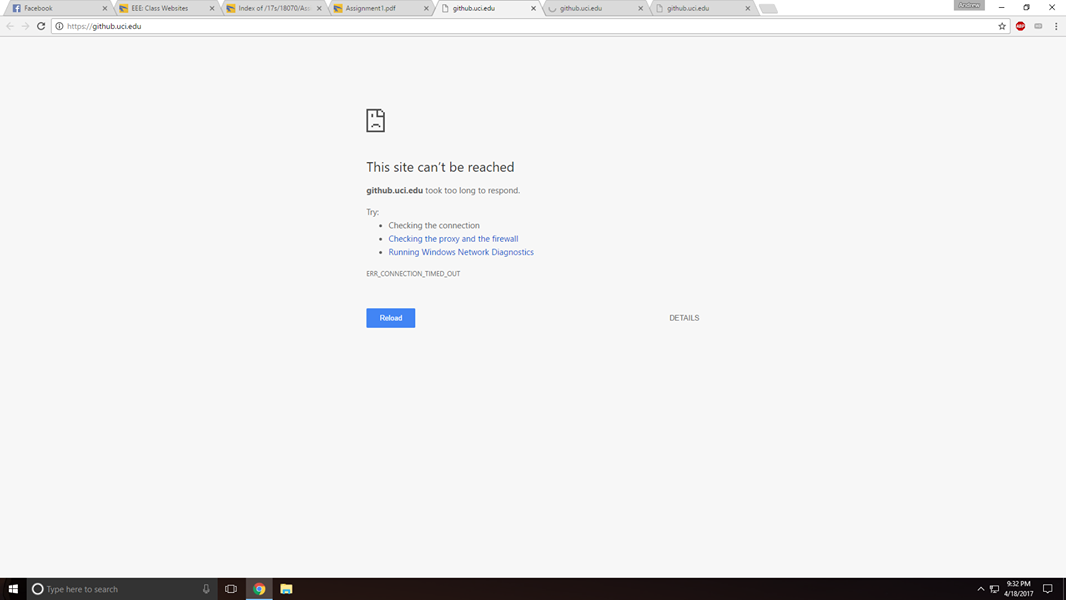 Facebook
EEE: Class Websites
Index of /17s/18070/Ass
Assignment1.pdf
github.uci.edu
github.uci.edu
github.uci.edu
Andrew
https://github.uci.edu
ABP
This site can't be reached
github.uci.edu took too long to respond.
Try:
• Checking the connection
• Checking the proxy and the firewall
• Running Windows Network Diagnostics
ERR_CONNECTION_TIMED_OUT
Reload
DETAILS
Type here to search
9:32 PM
4/18/2017